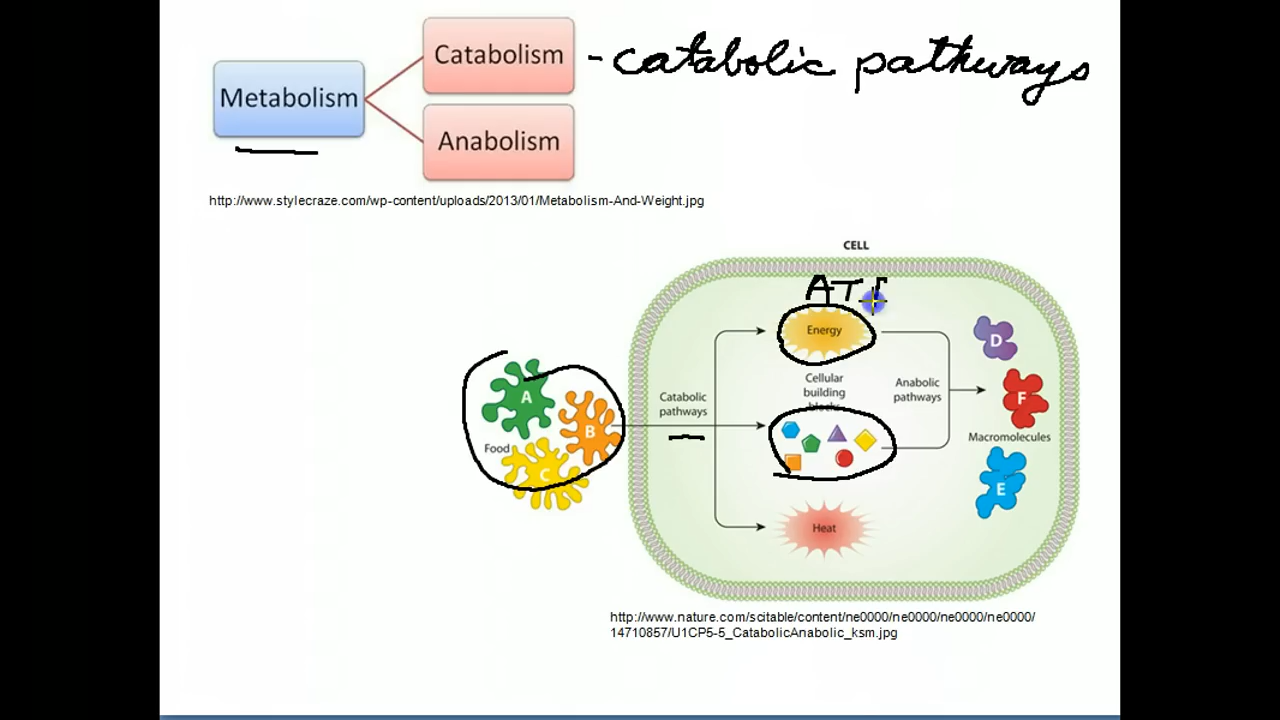 Catabolism - catabolic pathways
Metabolism
Anabolism
http://www.stylecraze.com/wp-content/uploads/2013/01/Metabolism-And-Weight.jpg
CELL
ATP
Energy
D
A
B
C
Food
Catabolic
pathways
Cellular
building
blocks
Anabolic
pathways
F
Macromolecules
E
Heat
http://www.nature.com/scitable/content/ne0000/ne0000/ne0000/ne0000/
14710857/U1CP5-5_CatabolicAnabolic_ksm.jpg